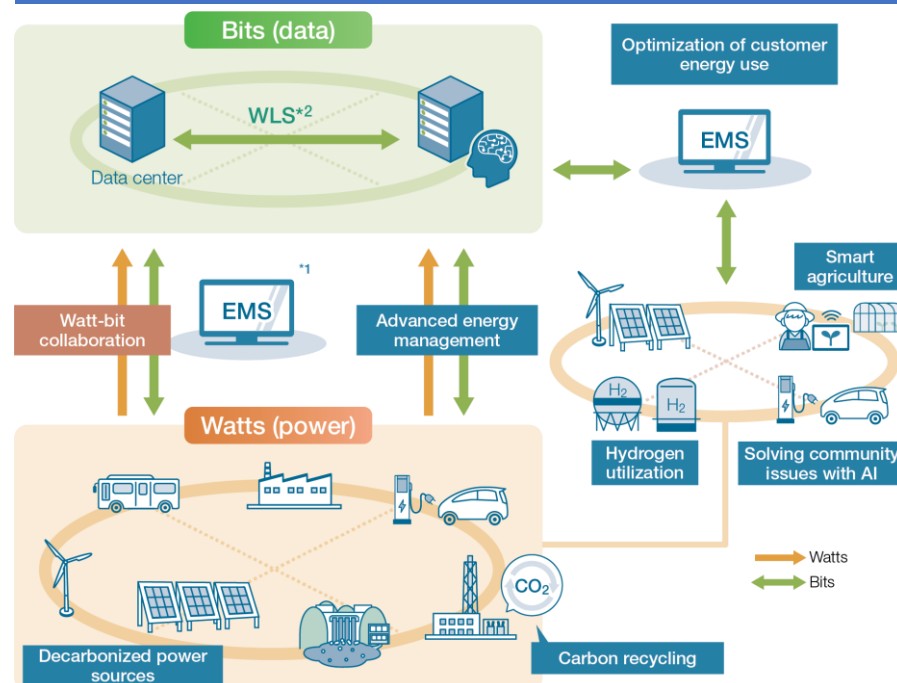 Bits (data)
Optimization of customer
energy use
WLS*2
EMS
Data center
*1
Smart
agriculture
EMS
Watt-bit
collaboration
Advanced energy
management
H2
H2
Watts (power)
Hydrogen
utilization
Solving community
issues with AI
Watts
Bits
CO2
Decarbonized power
sources
Carbon recycling